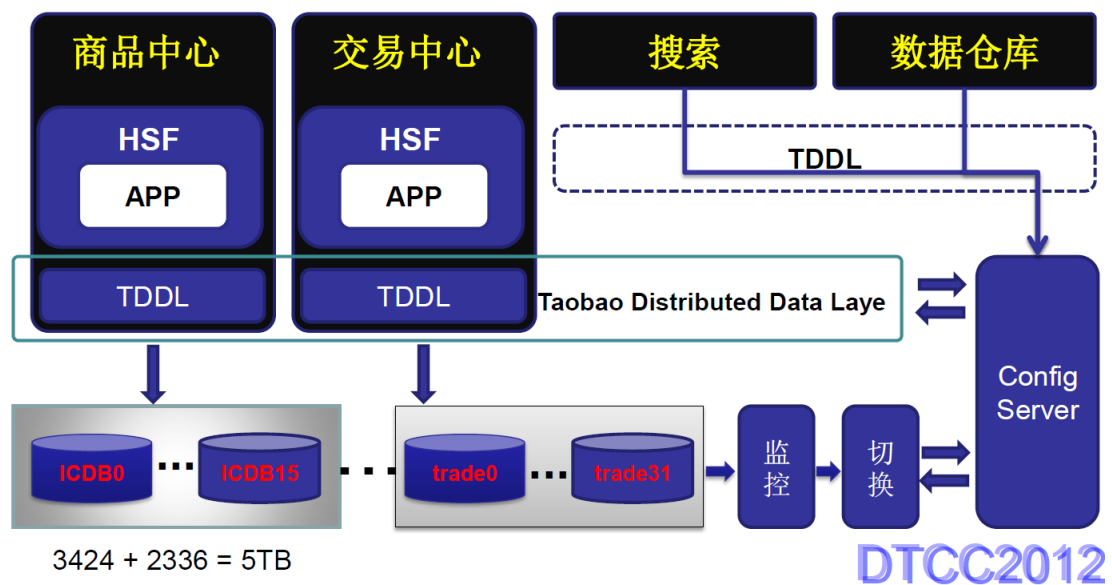 商品中心
交易中心
搜索
数据仓库
HSF
APP
HSF
APP
TDDL
TDDL
TDDL
Taobao Distributed Data Laye
Config
Server
ICDB0
...
ICDB15
...
trade0
...
trade31
监
控
切
换
3424 + 2336 = 5TB
DTCC2012